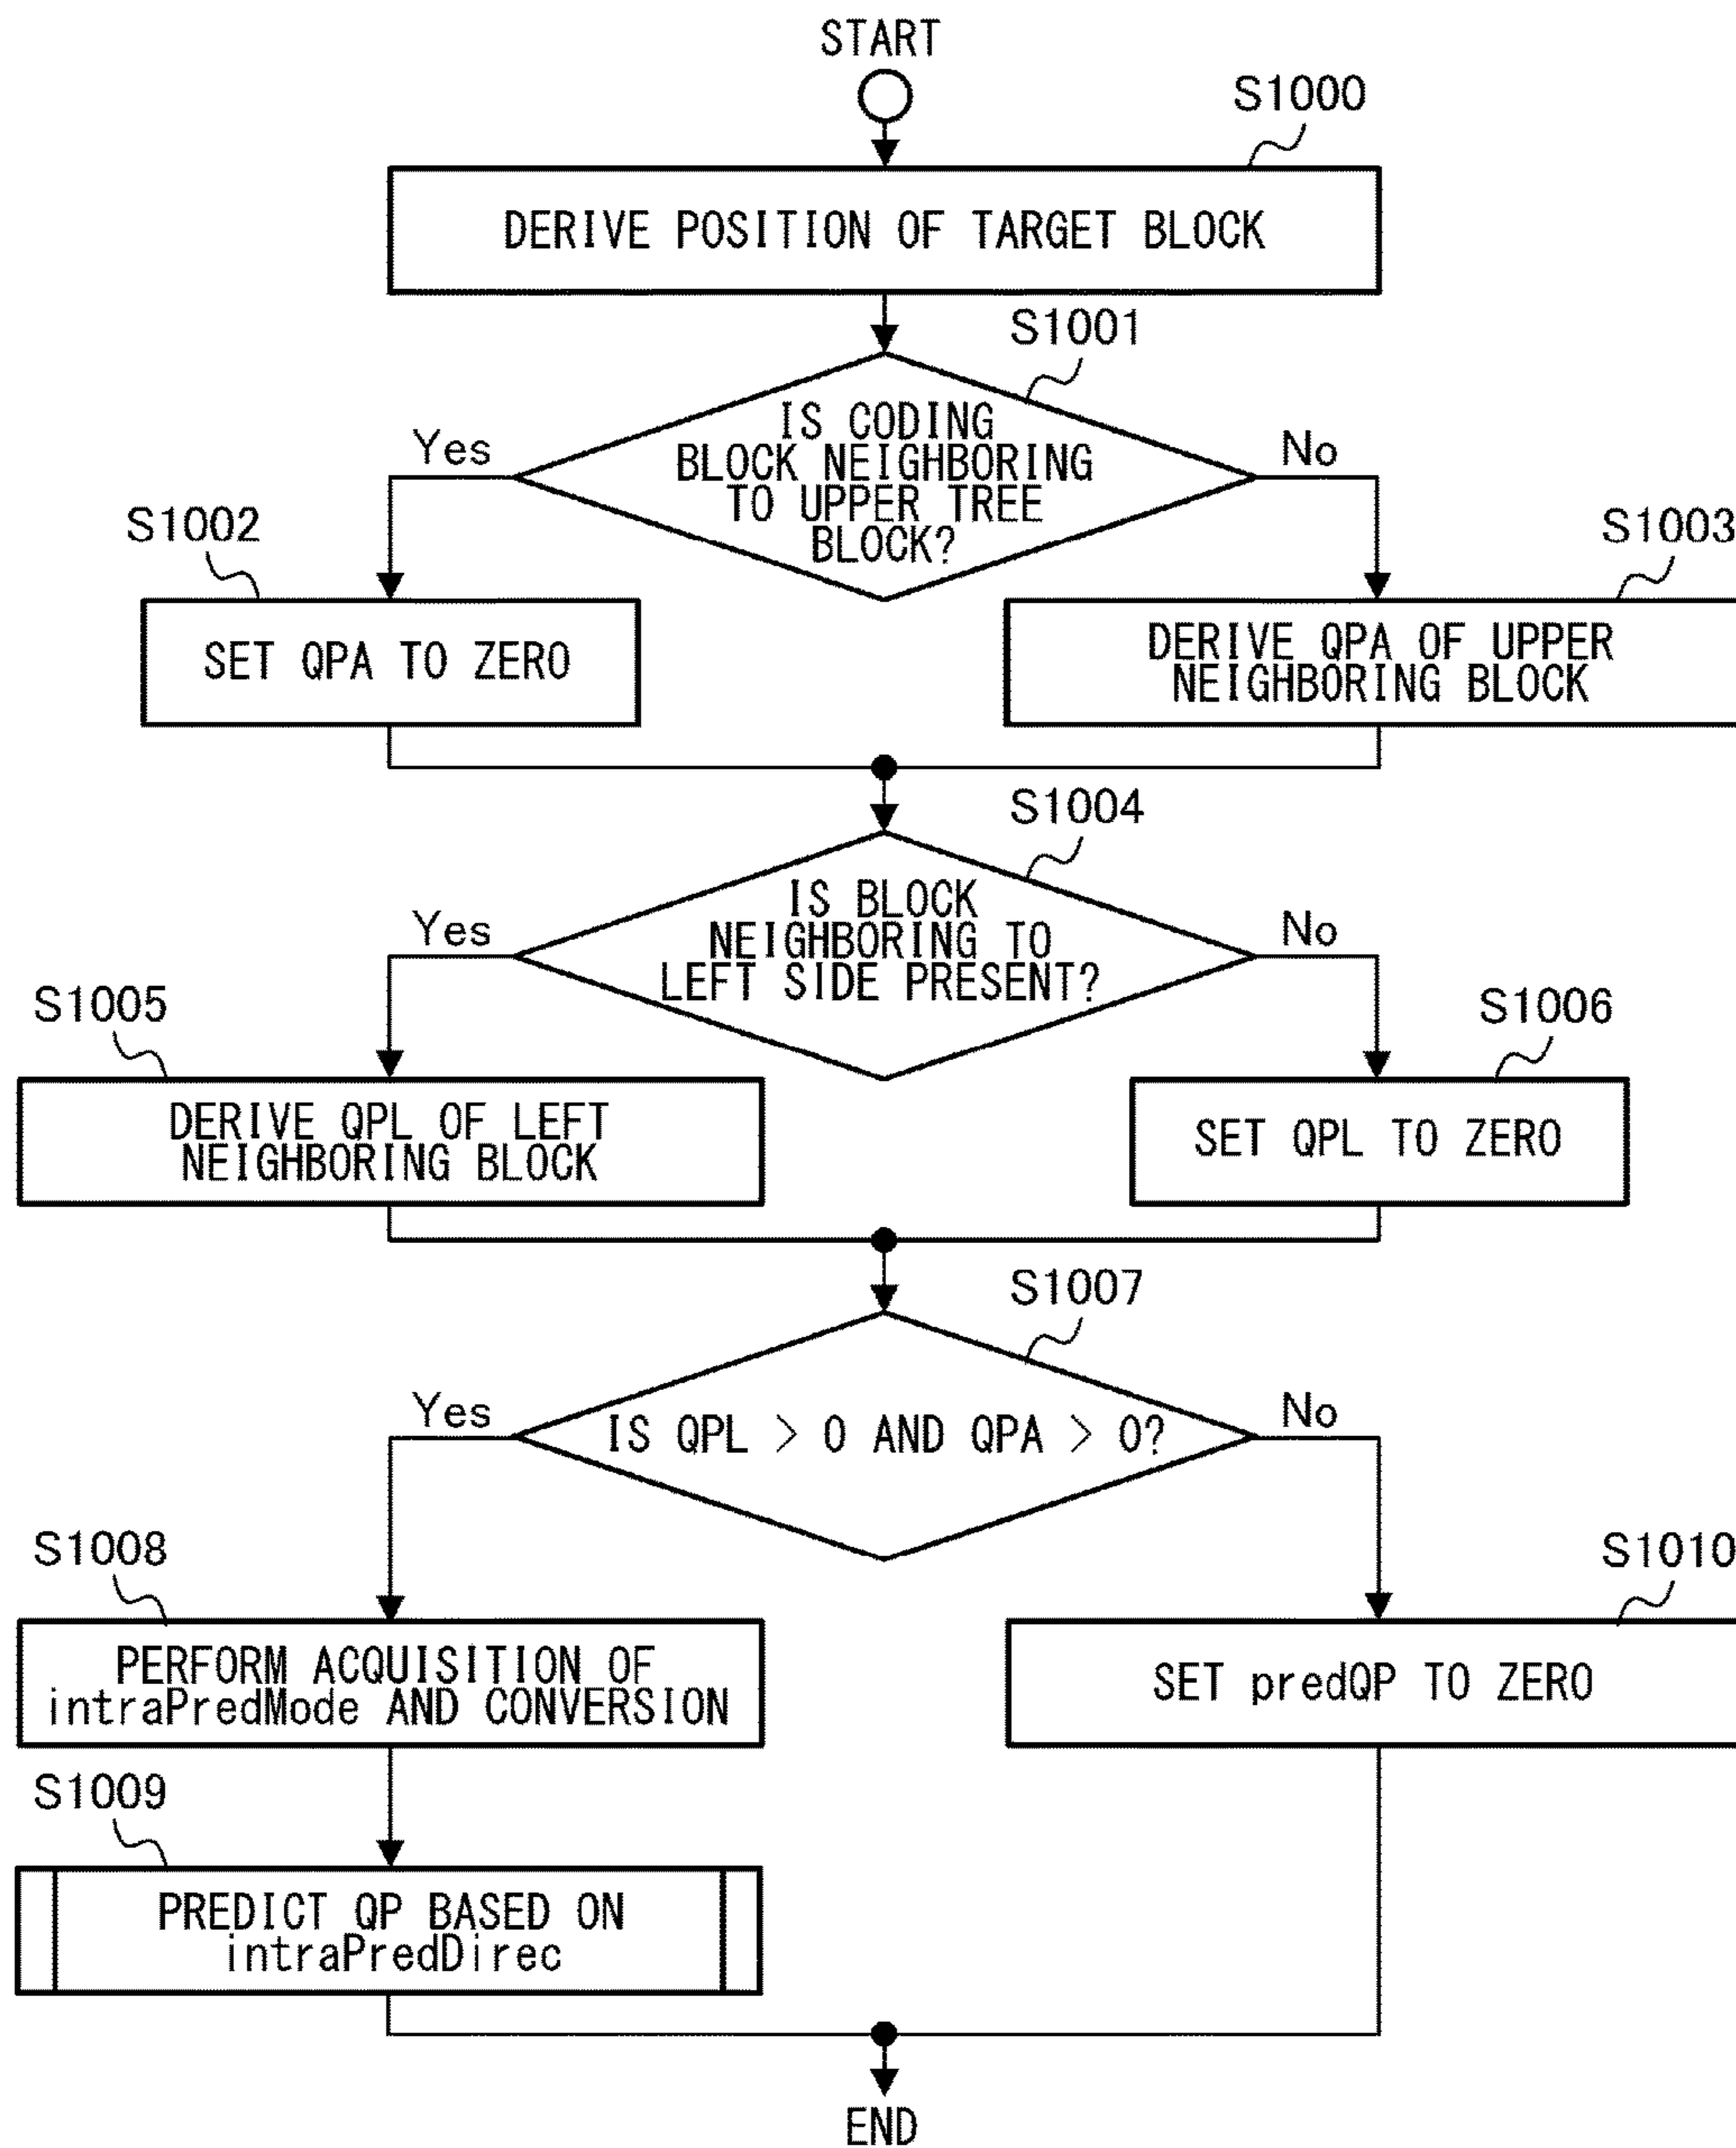 START
S1000
DERIVE POSITION OF TARGET BLOCK
S1001
IS CODING
BLOCK NEIGHBORING
TO UPPER TREE
BLOCK?
Yes
No
S1002
S1003
SET QPA TO ZERO
DERIVE QPA OF UPPER
NEIGHBORING BLOCK
S1004
IS BLOCK
NEIGHBORING TO
LEFT SIDE PRESENT?
Yes
No
S1005
S1006
DERIVE QPL OF LEFT
NEIGHBORING BLOCK
SET QPL TO ZERO
S1007
IS QPL > 0 AND QPA > 0?
Yes
No
S1008
S1010
PERFORM ACQUISITION OF
intraPredMode AND CONVERSION
SET predQP TO ZERO
S1009
PREDICT QP BASED ON
intraPredDirec
END